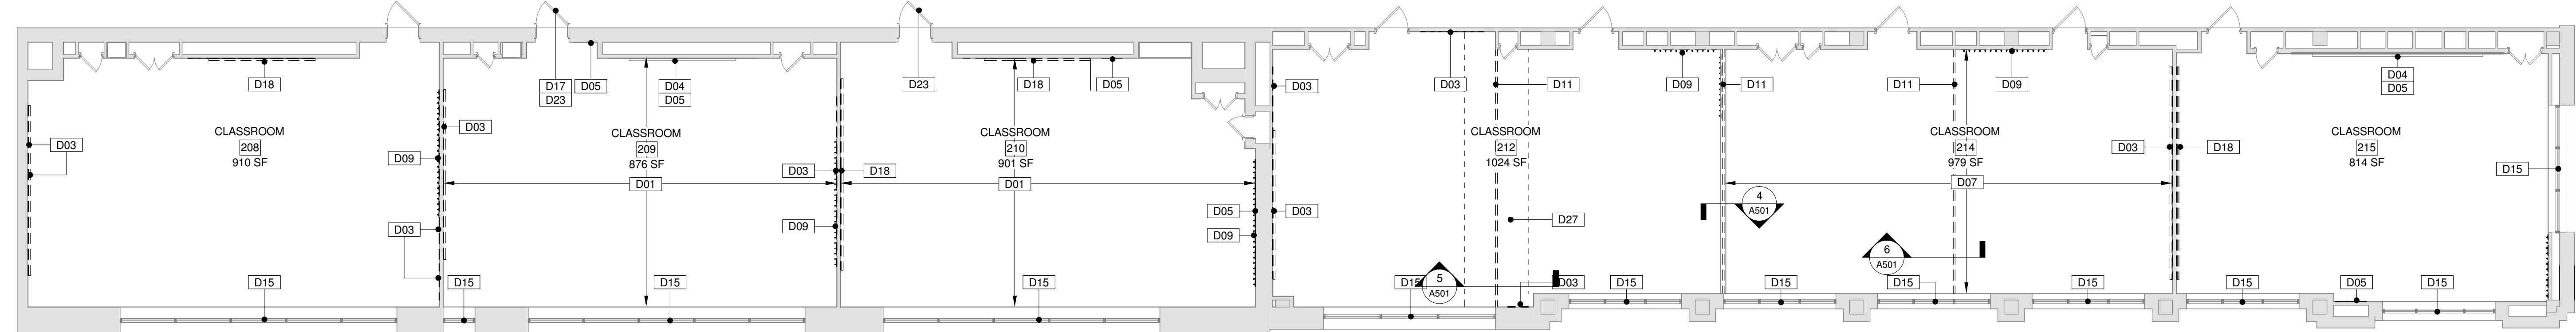 D18
D17
D23
D05
D04
D05
D23
D18
D05
D03
D03
D11
D09
D11
D11
D09
D04
D05
CLASSROOM
208
910 SF
D03
D03
D09
CLASSROOM
209
876 SF
D03
D18
D01
D09
CLASSROOM
210
901 SF
D01
D05
D09
D03
CLASSROOM
212
1024 SF
D27
CLASSROOM
214
979 SF
D07
D03
D18
CLASSROOM
215
814 SF
D15
4
A501
6
A501
5
A501
D03
D15
D15
D15
D15
D15
D03
D15
D15
D15
D15
D15
D05
D15